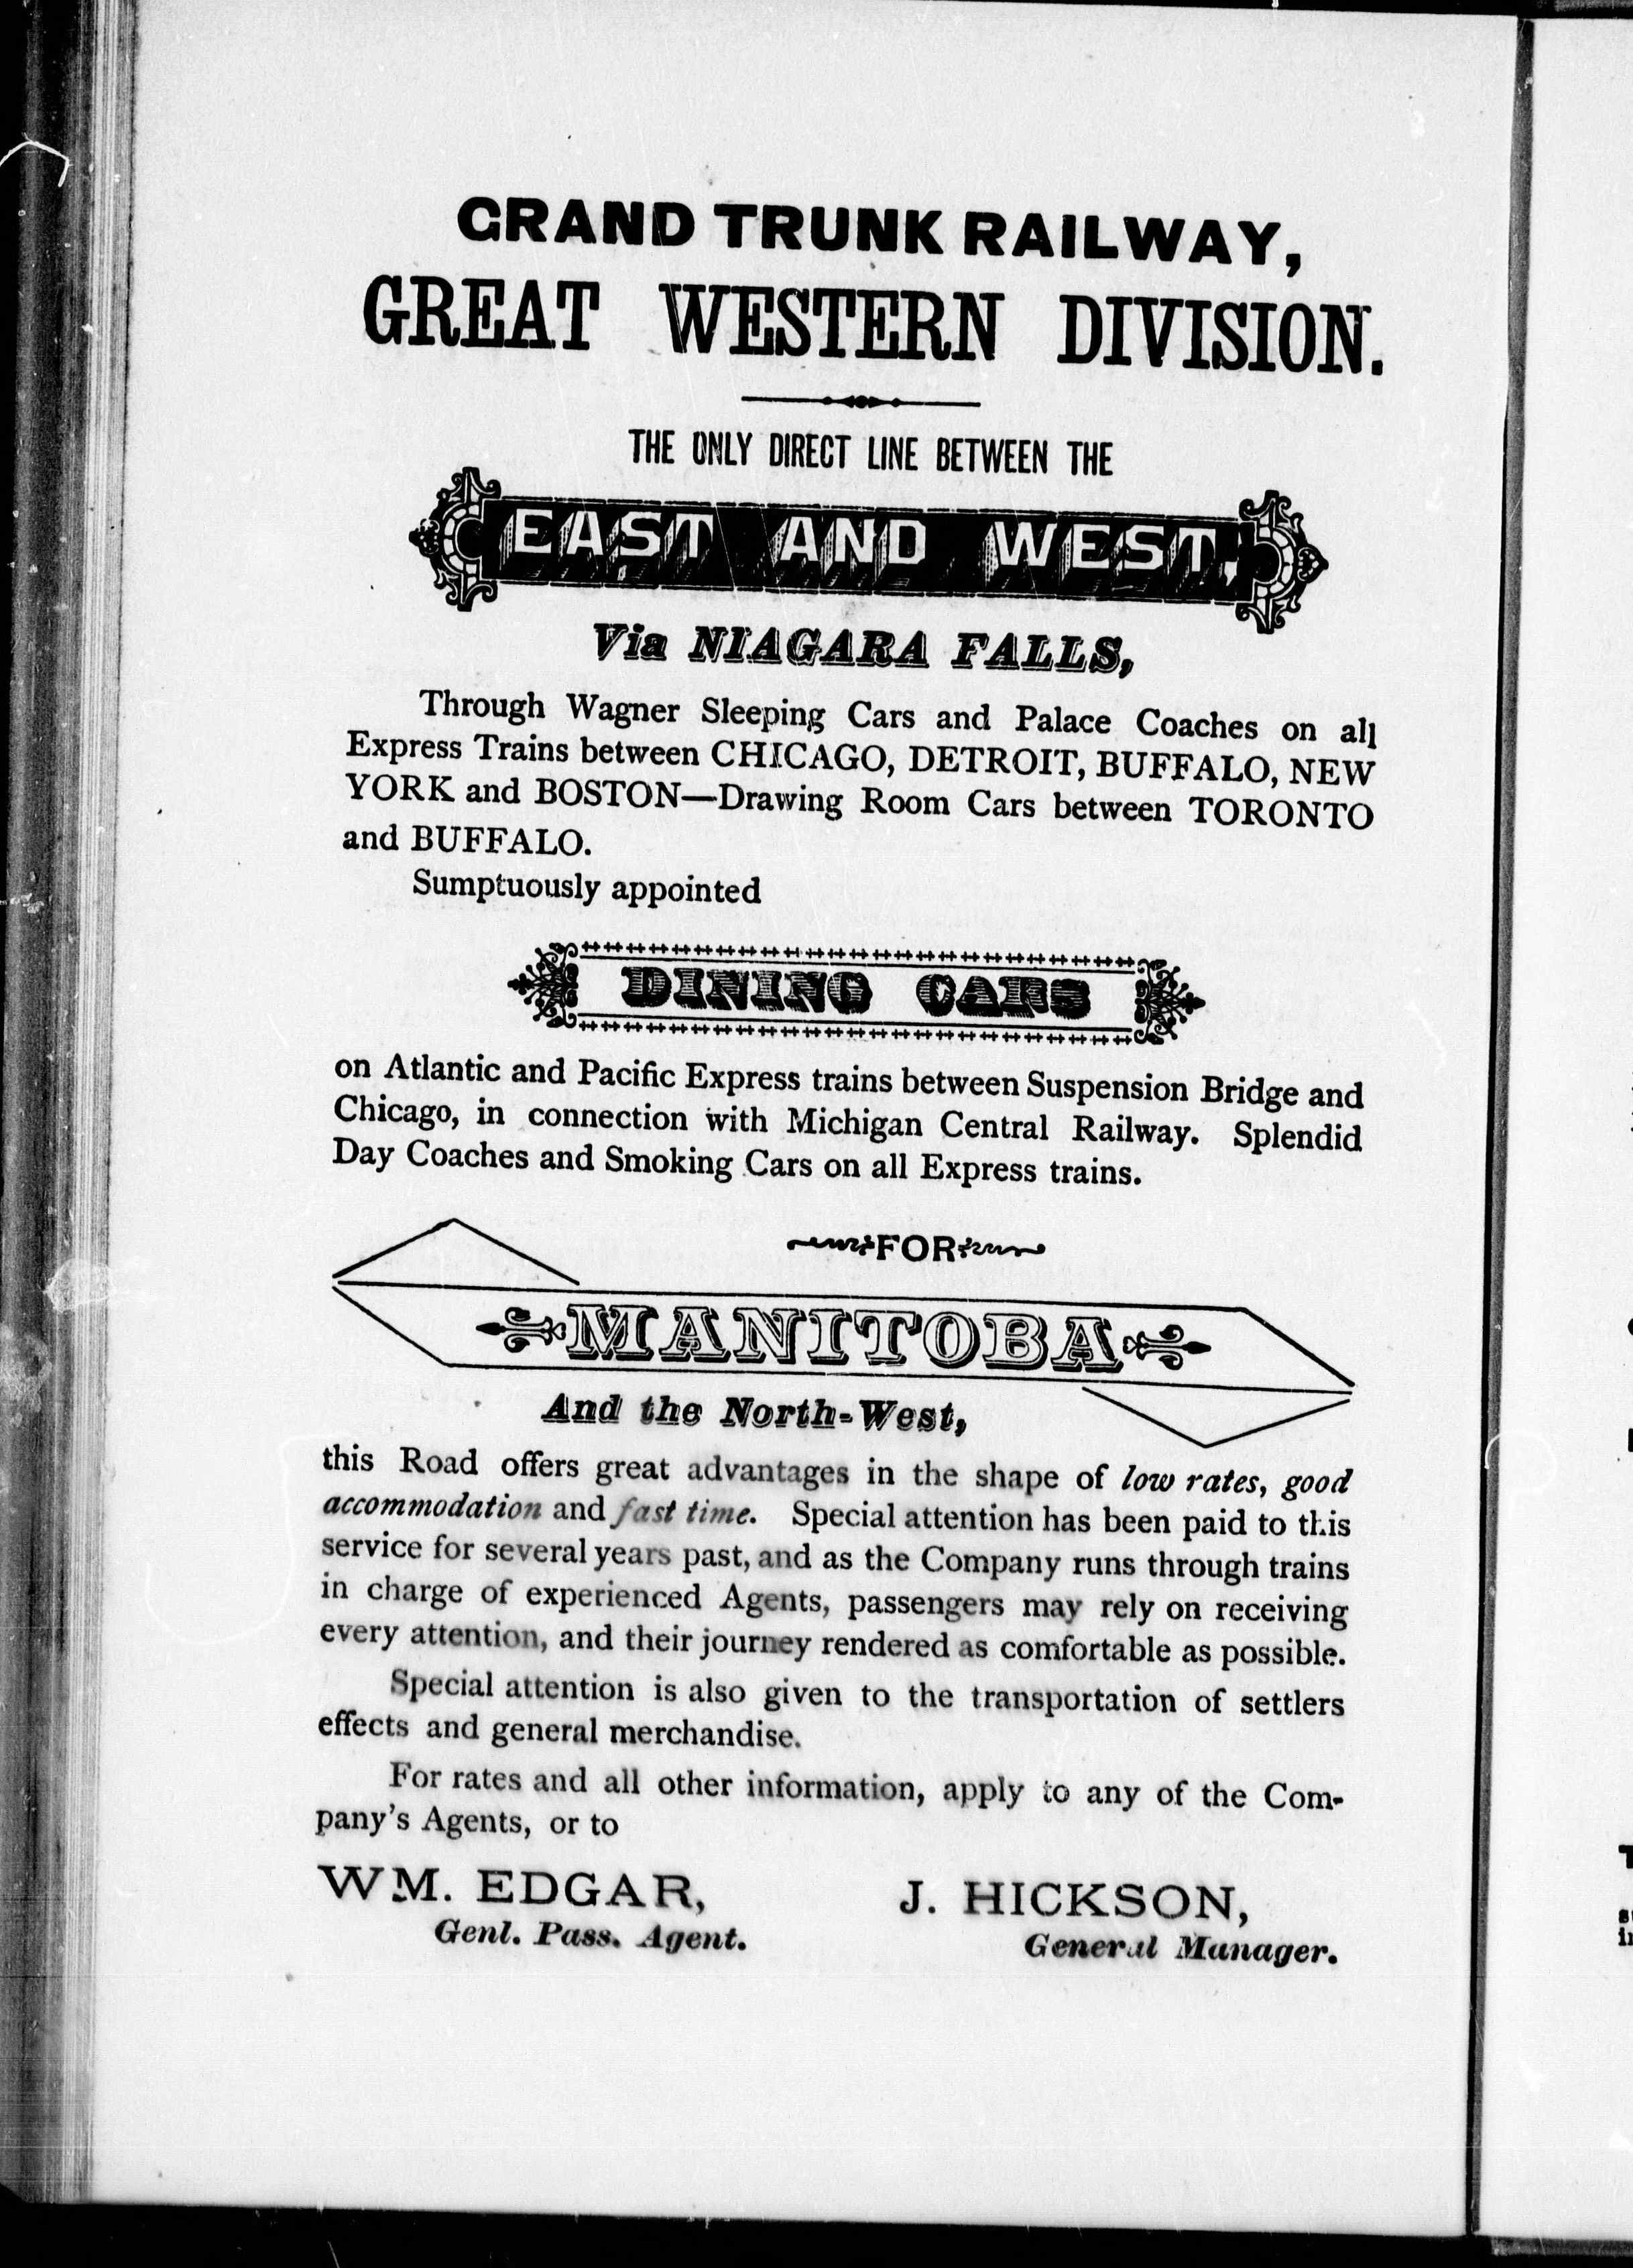 GRAND TRUNK RAILWAY,
GREAT WESTERN DIVISION.
THE ONLY DIRECT LINE BETWEEN THE
EAST AND WEST,
Via NIAGARA FALLS,
Through Wagner Sleeping Cars and Palace Coaches on all
Express Trains between CHICAGO, DETROIT, BUFFALO, NEW
YORK and BOSTON—Drawing Room Cars between TORONTO
and BUFFALO.
Sumptuously appointed
DINING CARS
on Atlantic and Pacific Express trains between Suspension Bridge and
Chicago, in connection with Michigan Central Railway. Splendid
Day Coaches and Smoking Cars on all Express trains.
FOR
MANITOBA
And the North-West,
this Road offers great advantages in the shape of low rates, good
accommodation and fast time. Special attention has been paid to this
service for several years past, and as the Company runs through trains
in charge of experienced Agents, passengers may rely on receiving
every attention, and their journey rendered as comfortable as possible.
Special attention is also given to the transportation of settlers
effects and general merchandise.
For rates and all other information, apply to any of the Com-
pany's Agents, or to
WM. EDGAR,
Genl. Pass. Agent.
J. HICKSON,
General Manager.